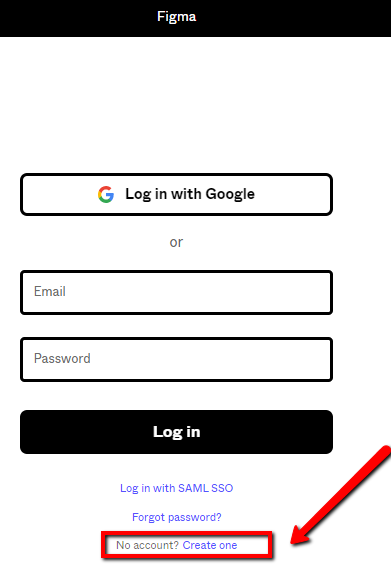 Figma
Log in with Google
or
Email
Password
Log in
Log in with SAML SSO
Forgot password?
No account? Create one